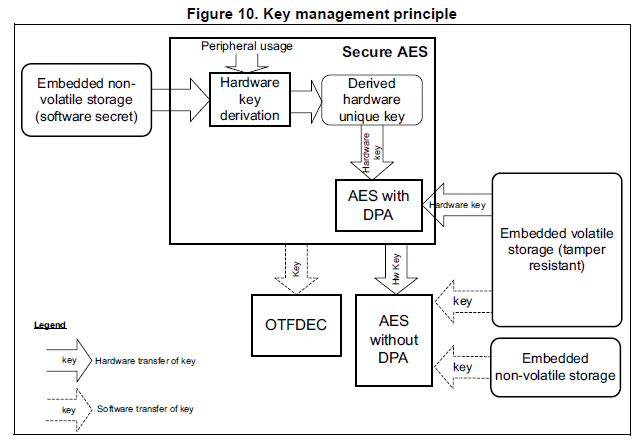 Figure 10. Key management principle
Peripheral usage
Secure AES
Embedded non-
volatile storage
(software secret)
Hardware
key
derivation
Derived
hardware
unique key
Hardware
key
AES with
DPA
Hardware key
Embedded volatile
storage (tamper
resistant)
Key
Hw Key
key
OTFDEC
AES
without
DPA
key
Embedded
non-volatile storage
Legend
key
Hardware transfer of key
key
Software transfer of key